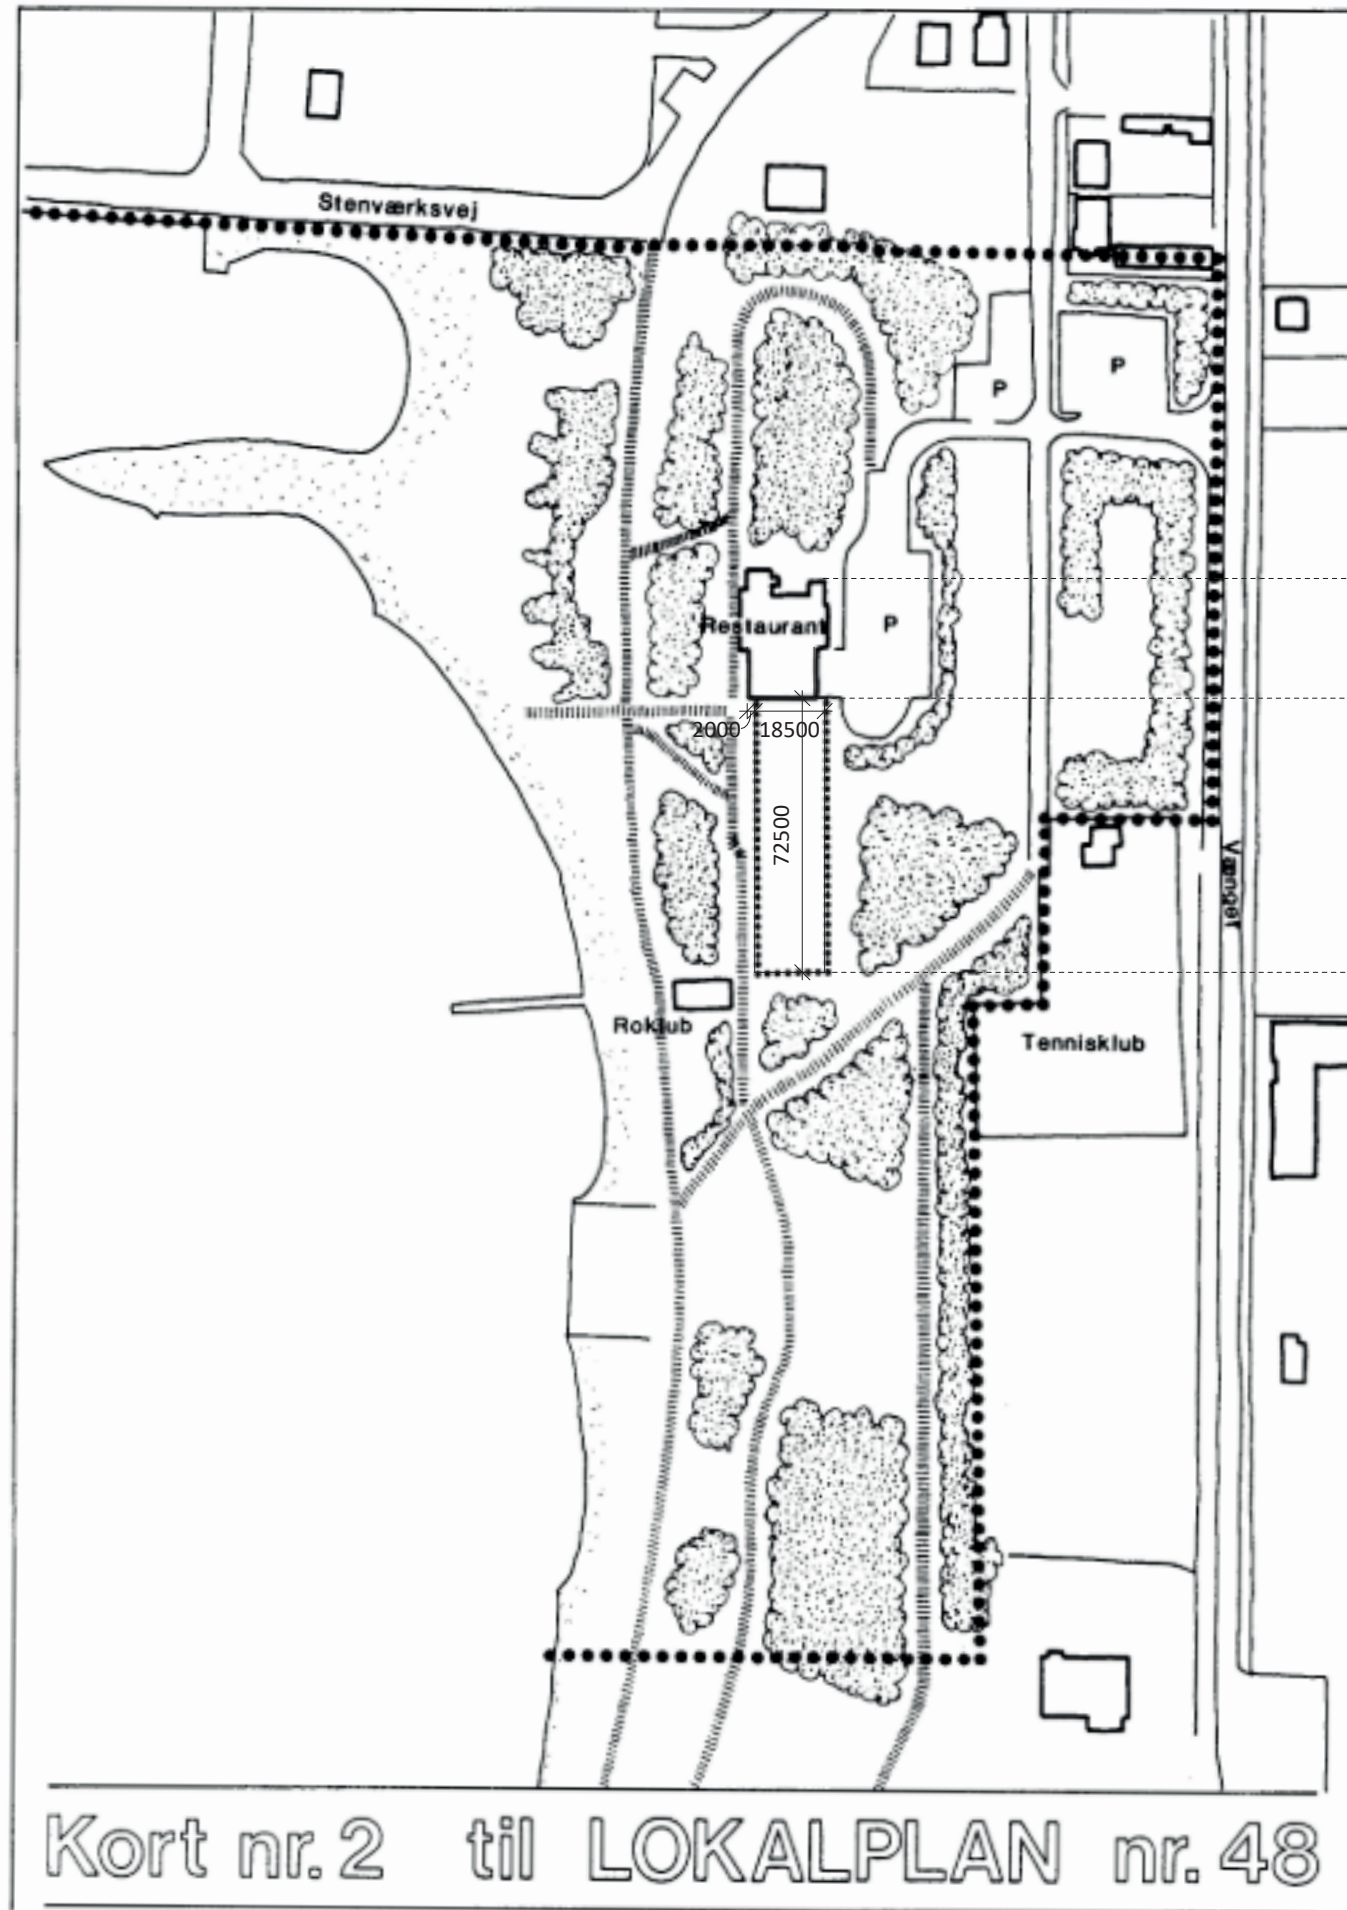 Stenværksvej
P
P
Restaurant
P
2000
18500
72500
Vænget
Roklub
Tennisklub
Kort nr. 2 til LOKALPLAN nr. 48